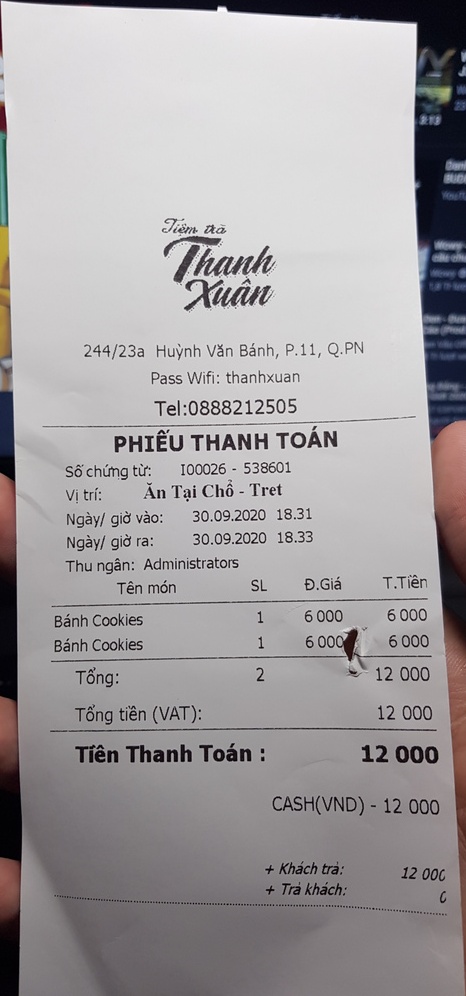 Tiệm trà
Thanh
Xuân
244/23a Huỳnh Văn Bánh, P.11, Q.PN
Pass Wifi: thanhxuan
Tel:0888212505
PHIẾU THANH TOÁN
Số chứng từ: I00026 - 538601
Vị trí: Ăn Tại Chổ - Tret
Ngày/ giờ vào: 30.09.2020 18.31
Ngày/ giờ ra: 30.09.2020 18.33
Thu ngân: Administrators
Tên món SL Đ.Giá T.Tiền
Bánh Cookies 1 6 000 6 000
Bánh Cookies 1 6 000 6 000
Tổng: 2 12 000
Tổng tiền (VAT): 12 000
Tiền Thanh Toán : 12 000
CASH(VND) - 12 000
+ Khách trả: 12 000
+ Trả khách: 0